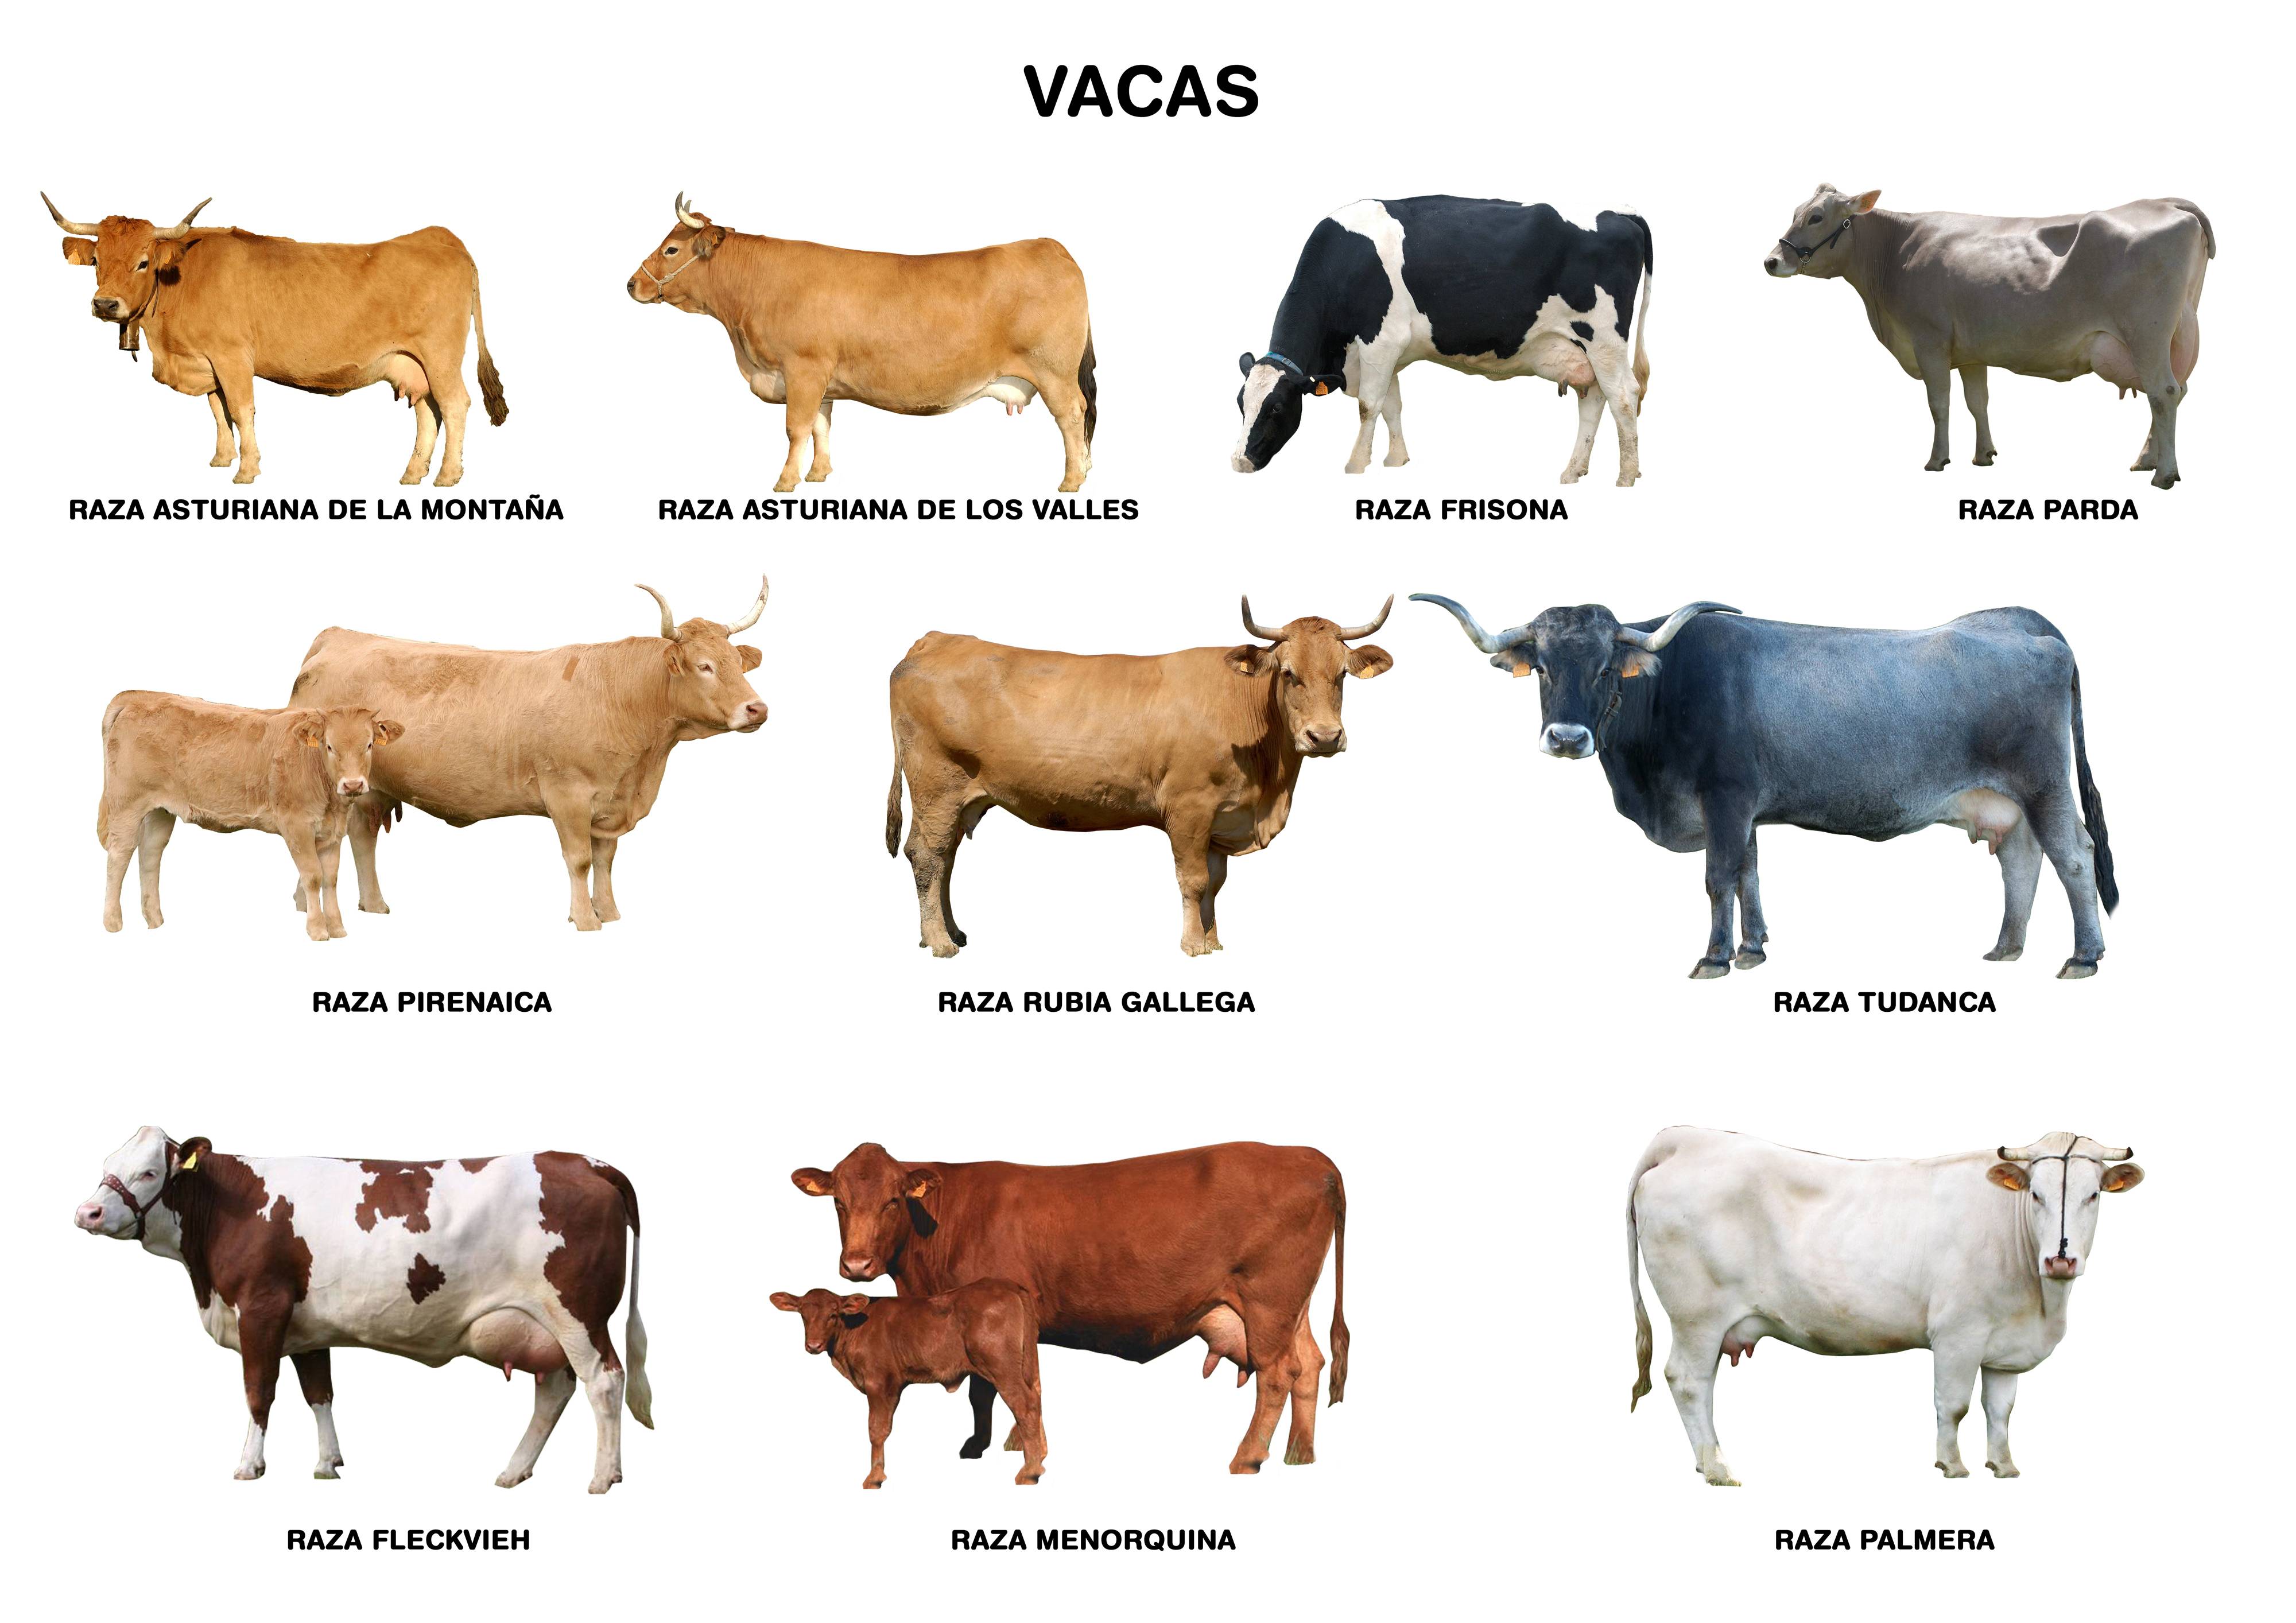 VACAS
RAZA ASTURIANA DE LA MONTAÑA
RAZA ASTURIANA DE LOS VALLES
RAZA FRISONA
RAZA PARDA
RAZA PIRENAICA
RAZA RUBIA GALLEGA
RAZA TUDANCA
RAZA FLECKVIEH
RAZA MENORQUINA
RAZA PALMERA